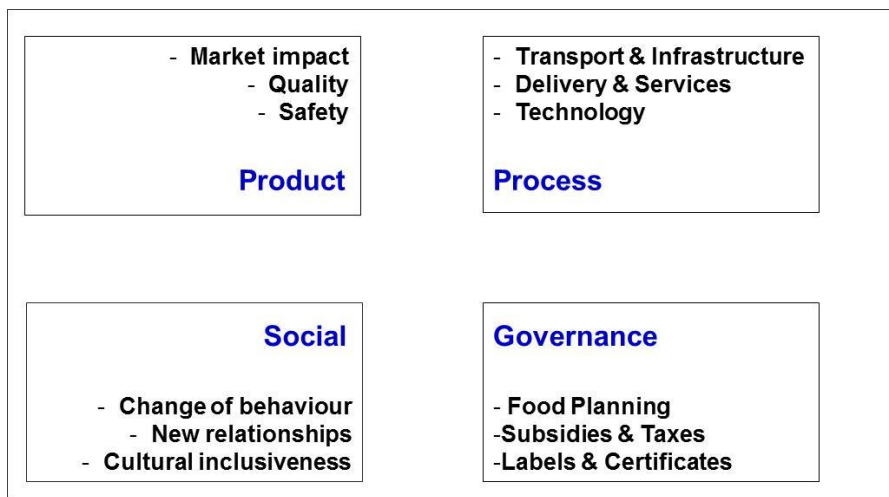 - Market impact
- Quality
- Safety
Product
- Transport & Infrastructure
- Delivery & Services
- Technology
Process
Social
- Change of behaviour
- New relationships
- Cultural inclusiveness
Governance
- Food Planning
-Subsidies & Taxes
-Labels & Certificates